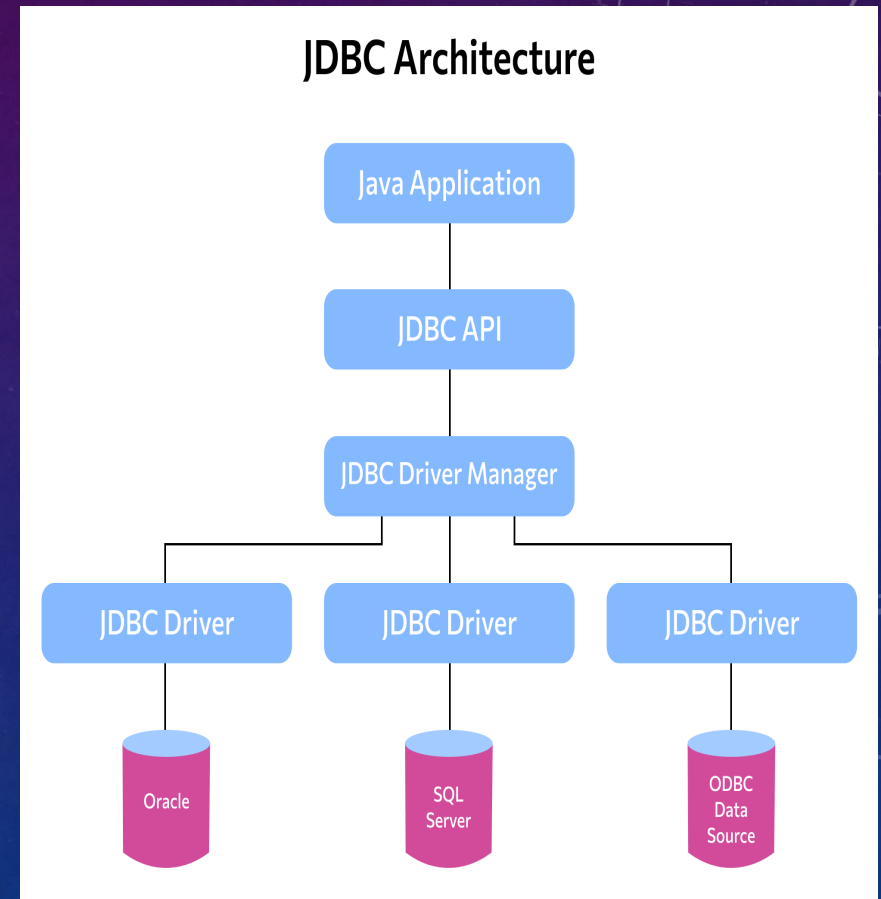 JDBC Architecture
Java Application
JDBC API
JDBC Driver Manager
JDBC Driver
JDBC Driver
JDBC Driver
Oracle
SQL
Server
ODBC
Data
Source